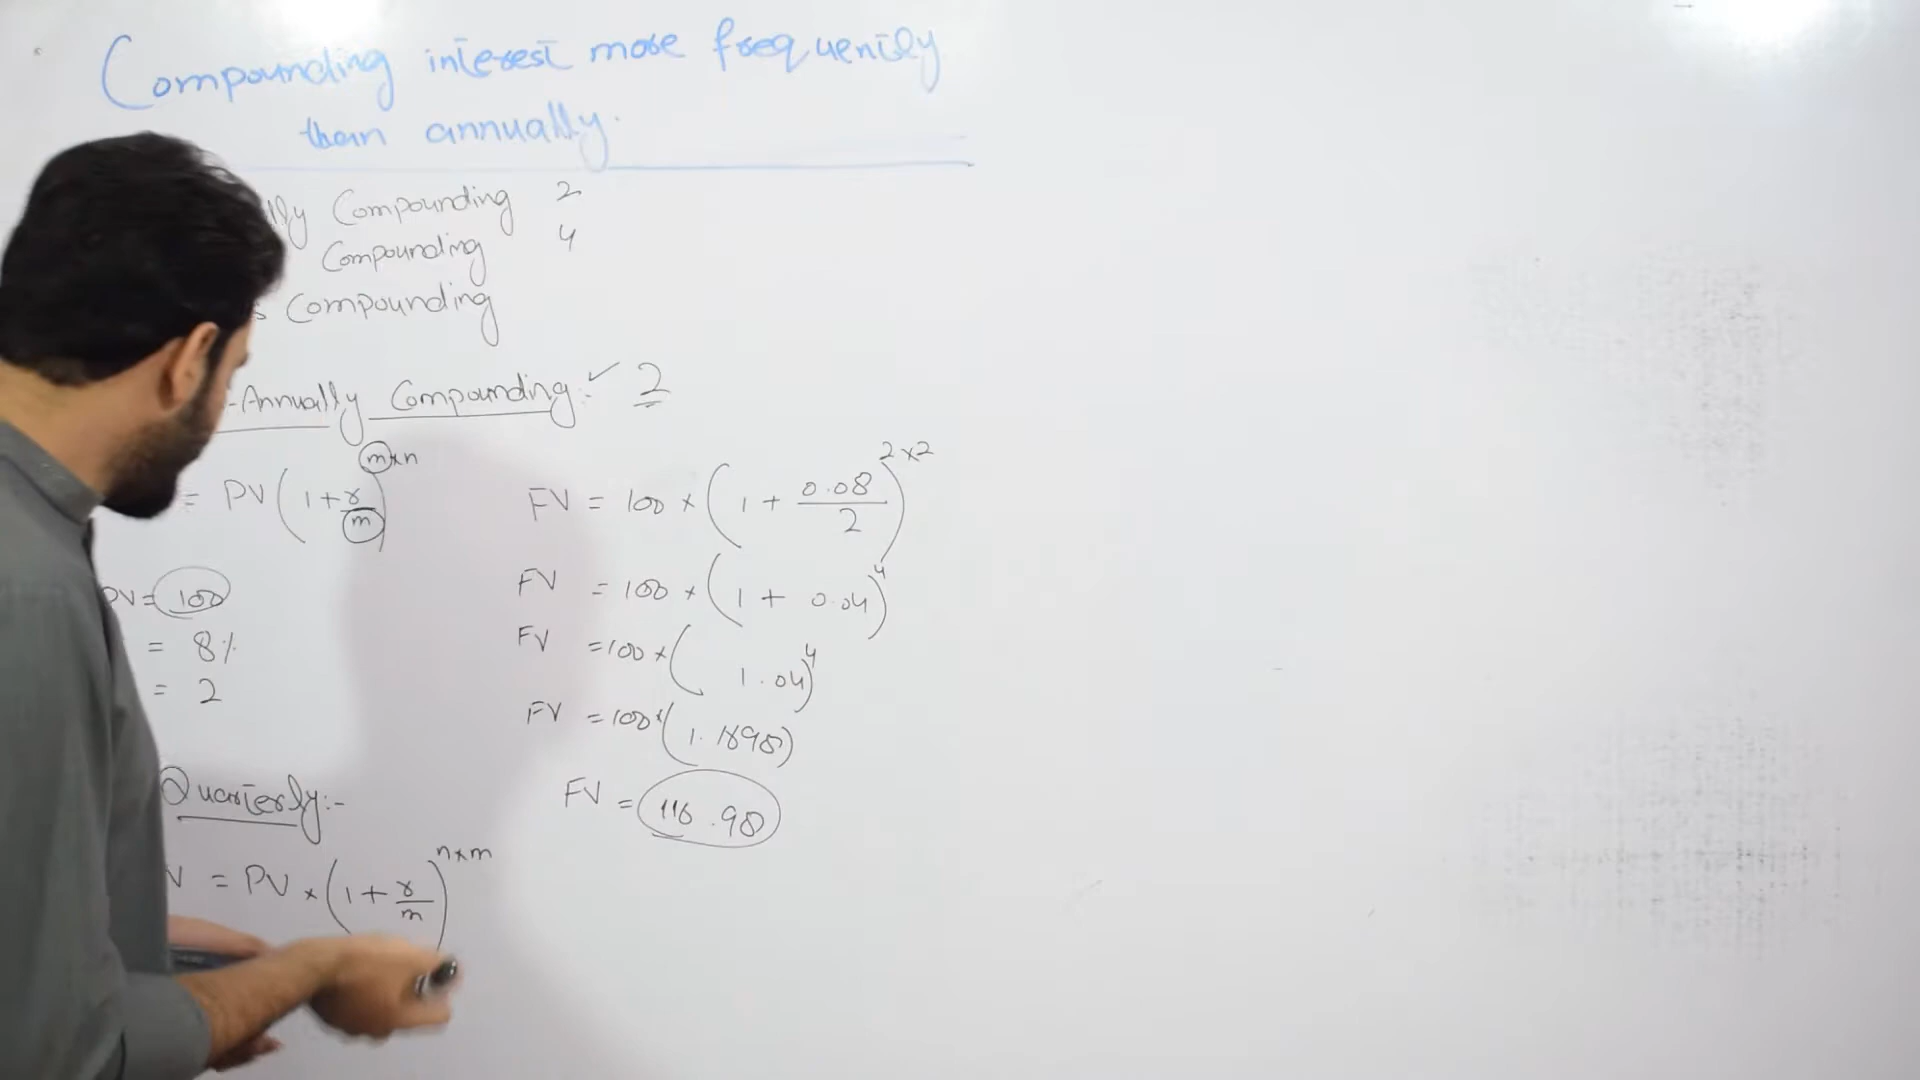 Compounding interest more frequently
than annually.
lly Compounding 2
Compounding 4
s Compounding
-Annually Compounding:- ✓ 2
= PV(1+r/m)^m×n
PV= 100
= 8%
= 2
FV = 100 × (1 + 0.08/2)^2×2
FV = 100 × (1 + 0.04)^4
FV =100×( 1.04)^4
FV =100×(1.1698)
FV = 116.98
Quarterly:-
V = PV × (1+r/m)^n×m